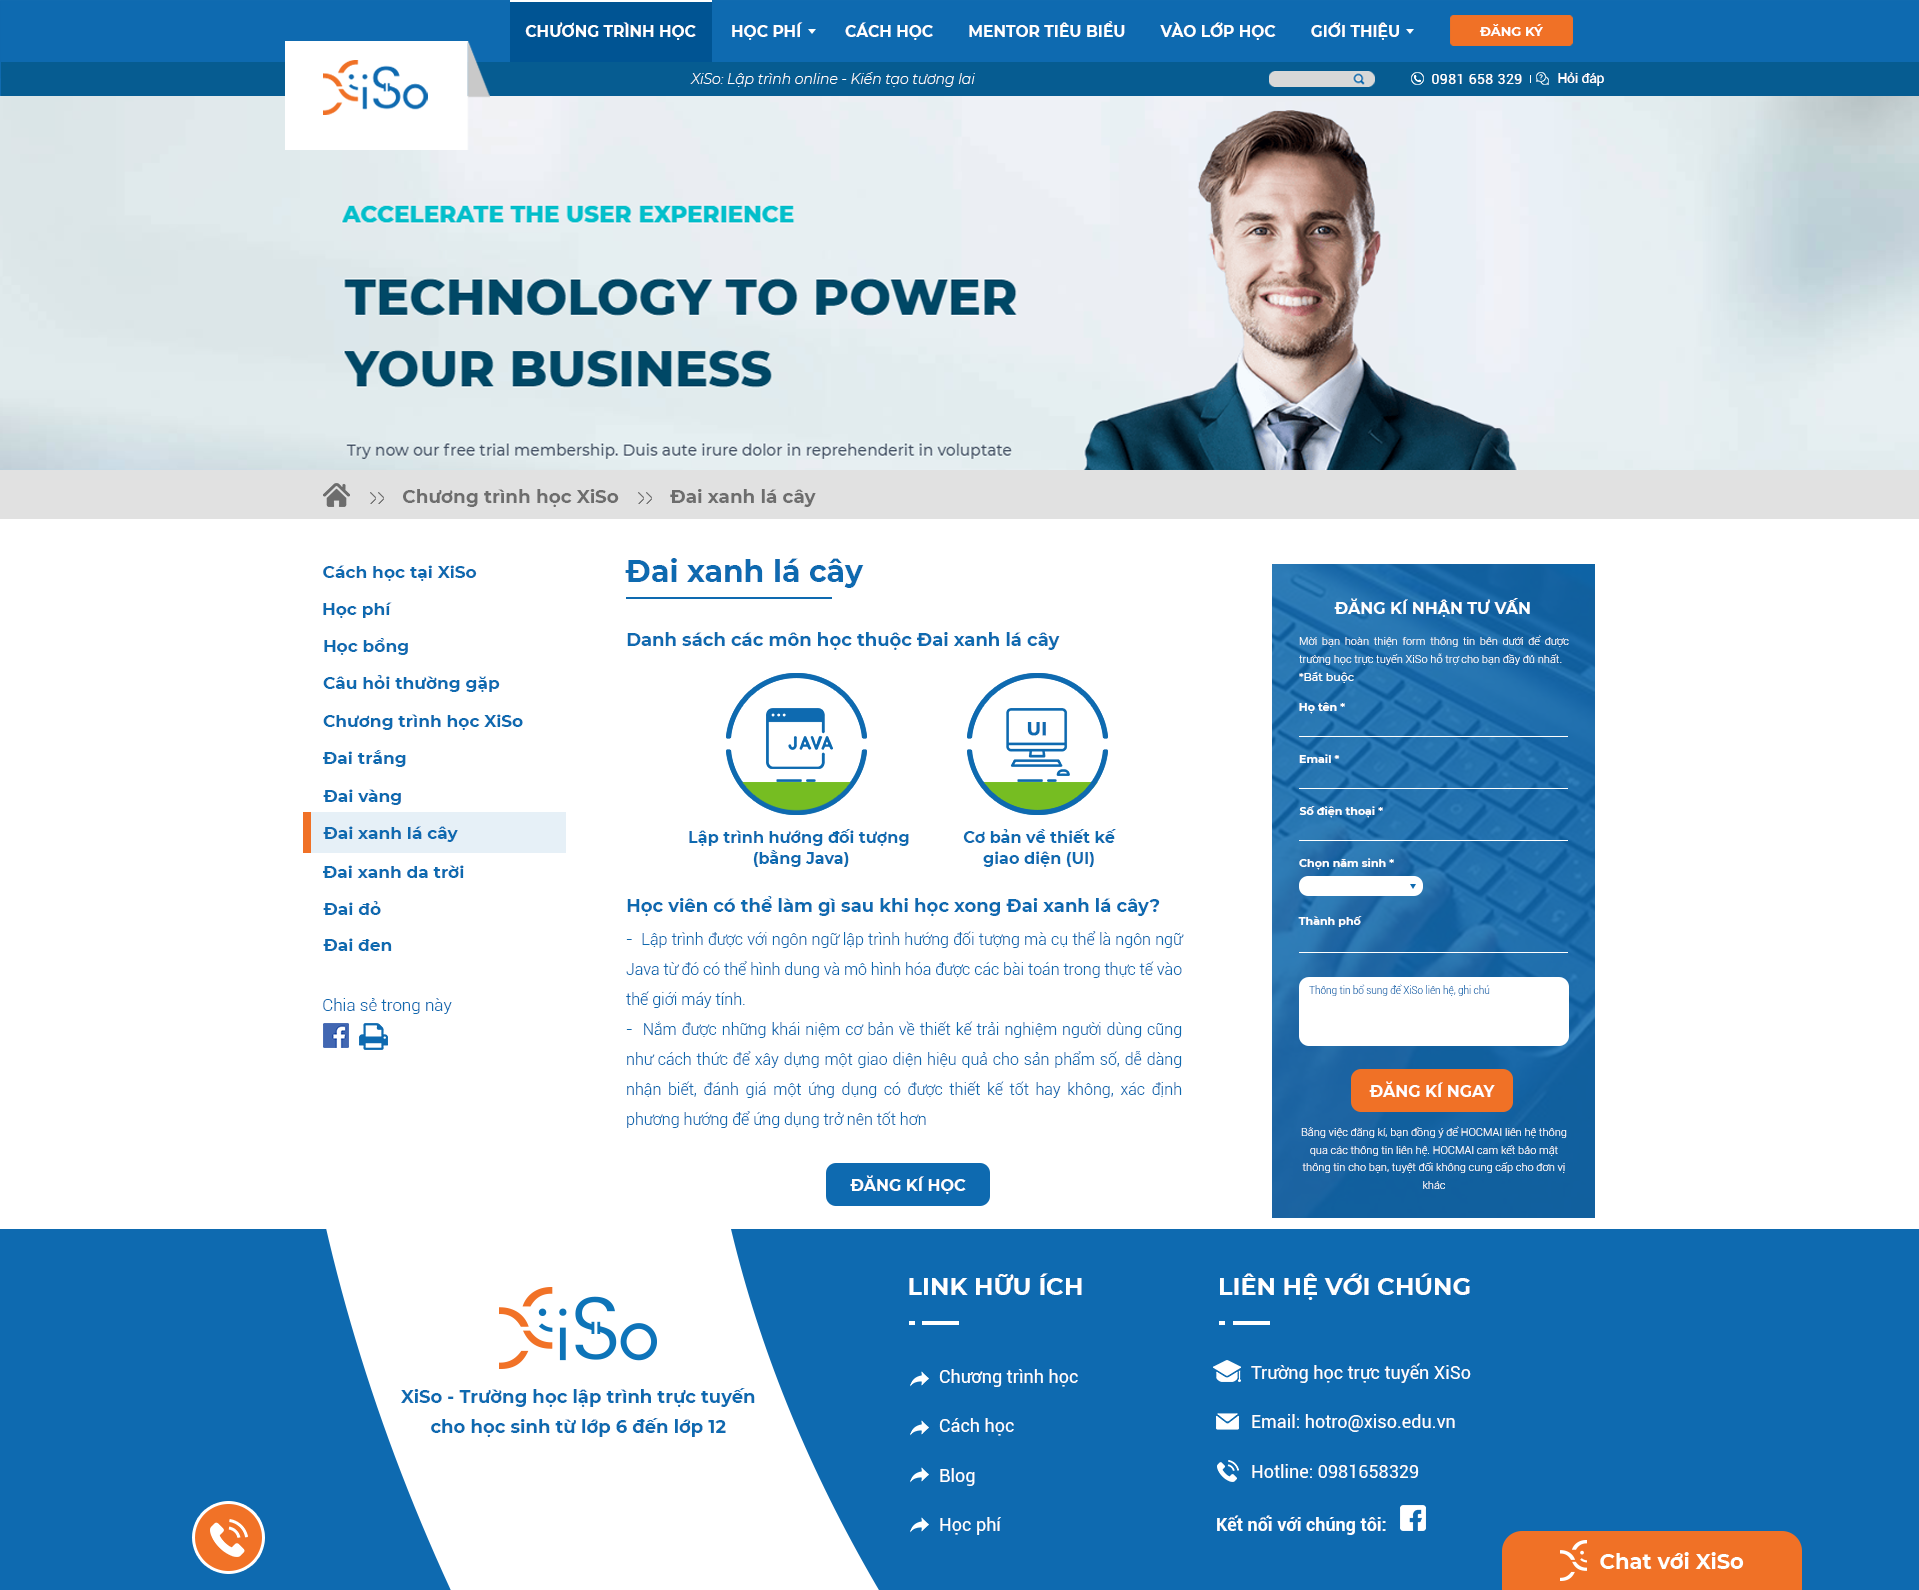 CHƯƠNG TRÌNH HỌC
HỌC PHÍ
CÁCH HỌC
MENTOR TIÊU BIỂU
VÀO LỚP HỌC
GIỚI THIỆU
ĐĂNG KÝ
XiSo
XiSo: Lập trình online - Kiến tạo tương lai
0981 658 329
Hỏi đáp
ACCELERATE THE USER EXPERIENCE
TECHNOLOGY TO POWER
YOUR BUSINESS
Try now our free trial membership. Duis aute irure dolor in reprehenderit in voluptate
Chương trình học XiSo
Đai xanh lá cây
Cách học tại XiSo
Học phí
Học bổng
Câu hỏi thường gặp
Chương trình học XiSo
Đai trắng
Đai vàng
Đai xanh lá cây
Đai xanh da trời
Đai đỏ
Đai đen
Chia sẻ trong này
Đai xanh lá cây
Danh sách các môn học thuộc Đai xanh lá cây
JAVA
UI
Lập trình hướng đối tượng
(bằng Java)
Cơ bản về thiết kế
giao diện (UI)
Học viên có thể làm gì sau khi học xong Đai xanh lá cây?
- Lập trình được với ngôn ngữ lập trình hướng đối tượng mà cụ thể là ngôn ngữ
Java từ đó có thể hình dung và mô hình hóa được các bài toán trong thực tế vào
thế giới máy tính.
- Nắm được những khái niệm cơ bản về thiết kế trải nghiệm người dùng cũng
như cách thức để xây dựng một giao diện hiệu quả cho sản phẩm số, dễ dàng
nhận biết, đánh giá một ứng dụng có được thiết kế tốt hay không, xác định
phương hướng để ứng dụng trở nên tốt hơn
ĐĂNG KÍ HỌC
ĐĂNG KÍ NHẬN TƯ VẤN
Mời bạn hoàn thiện form thông tin bên dưới để được
trường học trực tuyến XiSo hỗ trợ cho bạn đầy đủ nhất.
*Bắt buộc
Họ tên *
Email *
Số điện thoại *
Chọn năm sinh *
Thành phố
Thông tin bổ sung để XiSo liên hệ, ghi chú
ĐĂNG KÍ NGAY
Bằng việc đăng kí, bạn đồng ý để HOCMAI liên hệ thông
qua các thông tin liên hệ. HOCMAI cam kết bảo mật
thông tin cho bạn, tuyệt đối không cung cấp cho đơn vị
khác
XiSo
XiSo - Trường học lập trình trực tuyến
cho học sinh từ lớp 6 đến lớp 12
LINK HỮU ÍCH
Chương trình học
Cách học
Blog
Học phí
LIÊN HỆ VỚI CHÚNG
Trường học trực tuyến XiSo
Email: hotro@xiso.edu.vn
Hotline: 0981658329
Kết nối với chúng tôi:
Chat với XiSo